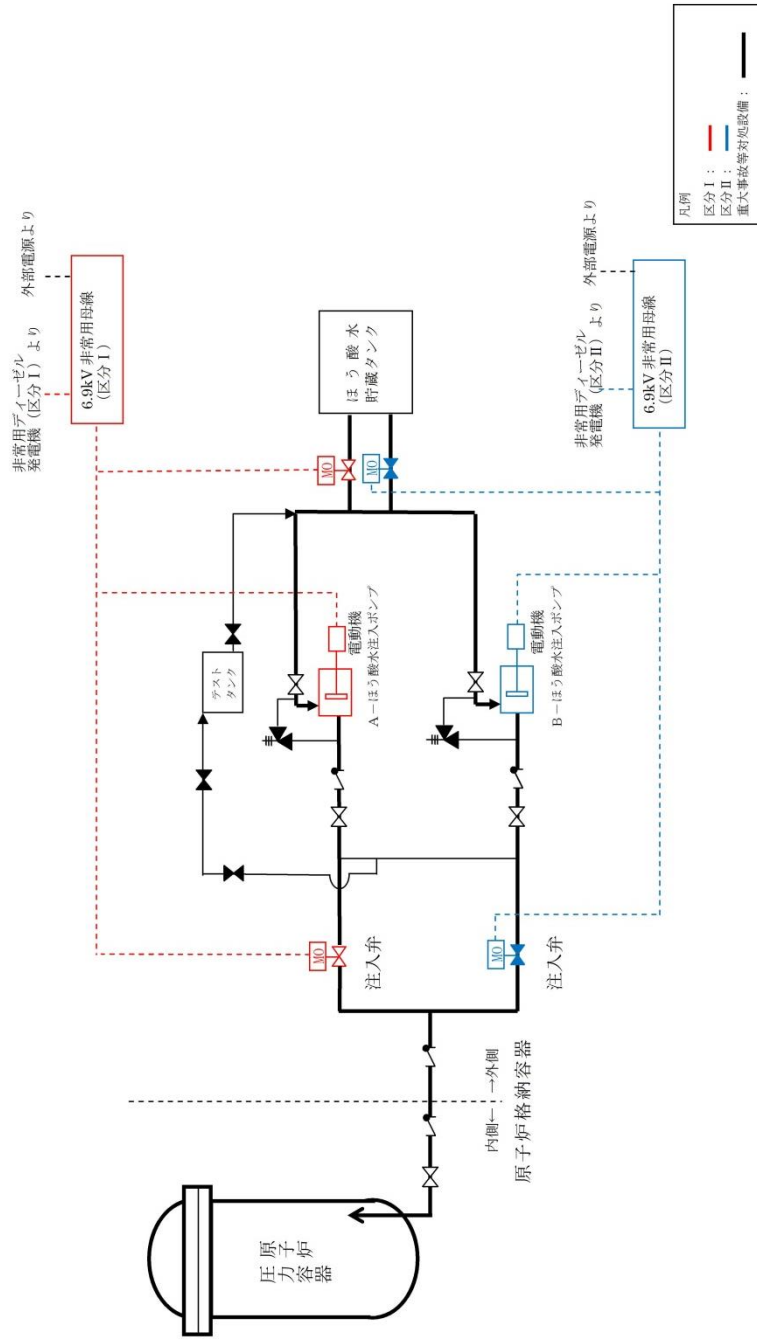 非常用ディーゼル
発電機（区分Ⅰ）より
外部電源より
6.9kV 非常用母線
（区分Ⅰ）
MO
MO
ほう酸水
貯蔵タンク
テスト
タンク
電動機
A－ほう酸水注入ポンプ
MO
注入弁
電動機
B－ほう酸水注入ポンプ
MO
注入弁
非常用ディーゼル
発電機（区分Ⅱ）より
外部電源より
6.9kV 非常用母線
（区分Ⅱ）
内側← →外側
原子炉格納容器
原子炉
圧力容器
凡例
区分Ⅰ：
区分Ⅱ：
重大事故等対処設備：